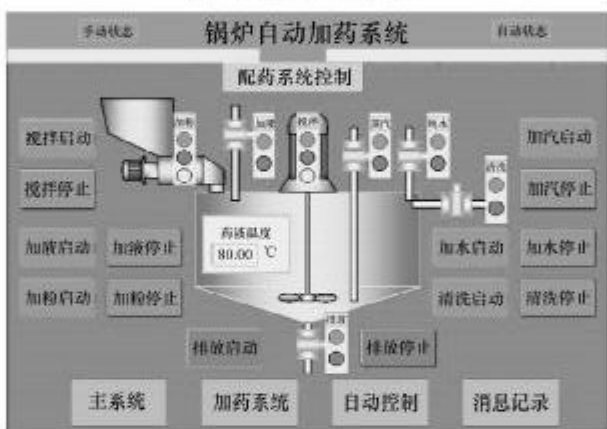 手动状态 锅炉自动加药系统 自动状态
配药系统控制
加粉
加液
搅拌
蒸汽
纯水
清洗
搅拌启动
加汽启动
搅拌停止
加汽停止
药液温度
80.00 ℃
加液启动 加液停止
加水启动 加水停止
加粉启动 加粉停止
清洗启动 清洗停止
排放启动
排放停止
主系统 加药系统 自动控制 消息记录